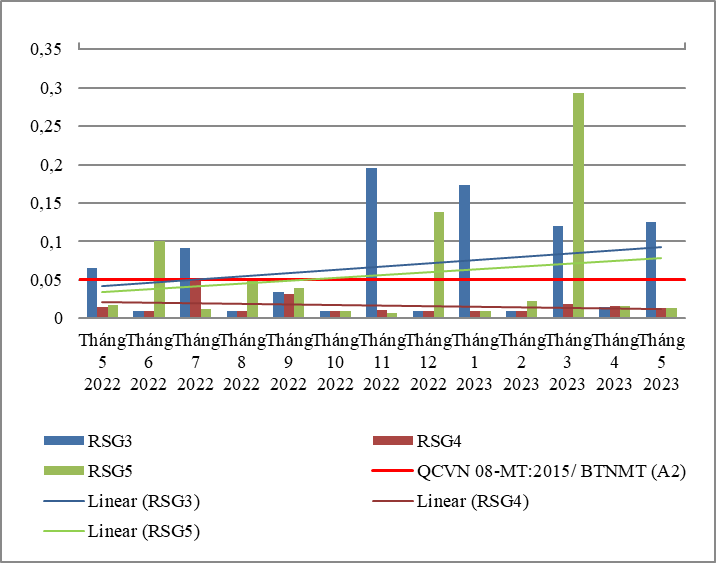 0,35
0,3
0,25
0,2
0,15
0,1
0,05
0
Tháng Tháng Tháng Tháng Tháng Tháng Tháng Tháng Tháng Tháng Tháng Tháng Tháng
5 6 7 8 9 10 11 12 1 2 3 4 5
2022 2022 2022 2022 2022 2022 2022 2022 2023 2023 2023 2023 2023
RSG3 RSG4
RSG5 QCVN 08-MT:2015/ BTNMT (A2)
Linear (RSG3) Linear (RSG4)
Linear (RSG5)